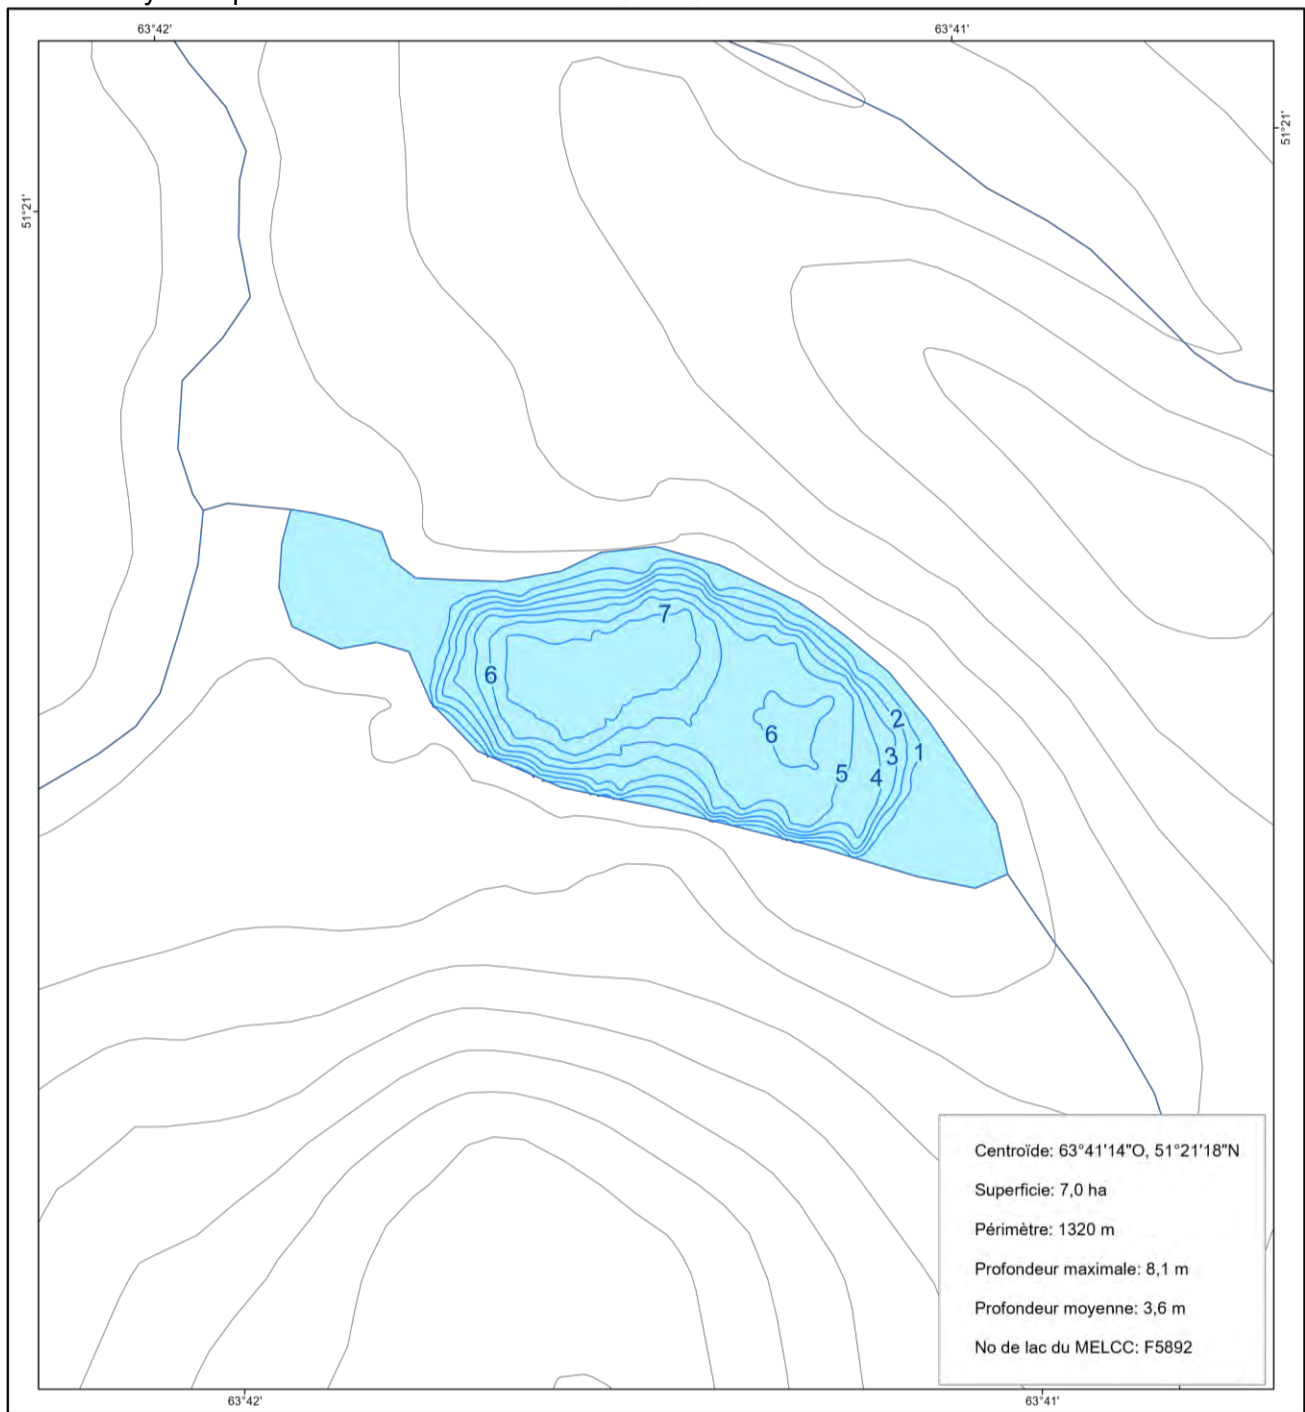 63°42' 63°41'
51°21'
51°21'
7
6
2
6
3
1
5
4
Centroïde: 63°41'14"O, 51°21'18"N
Superficie: 7,0 ha
Périmètre: 1320 m
Profondeur maximale: 8,1 m
Profondeur moyenne: 3,6 m
No de lac du MELCC: F5892
63°42' 63°41'